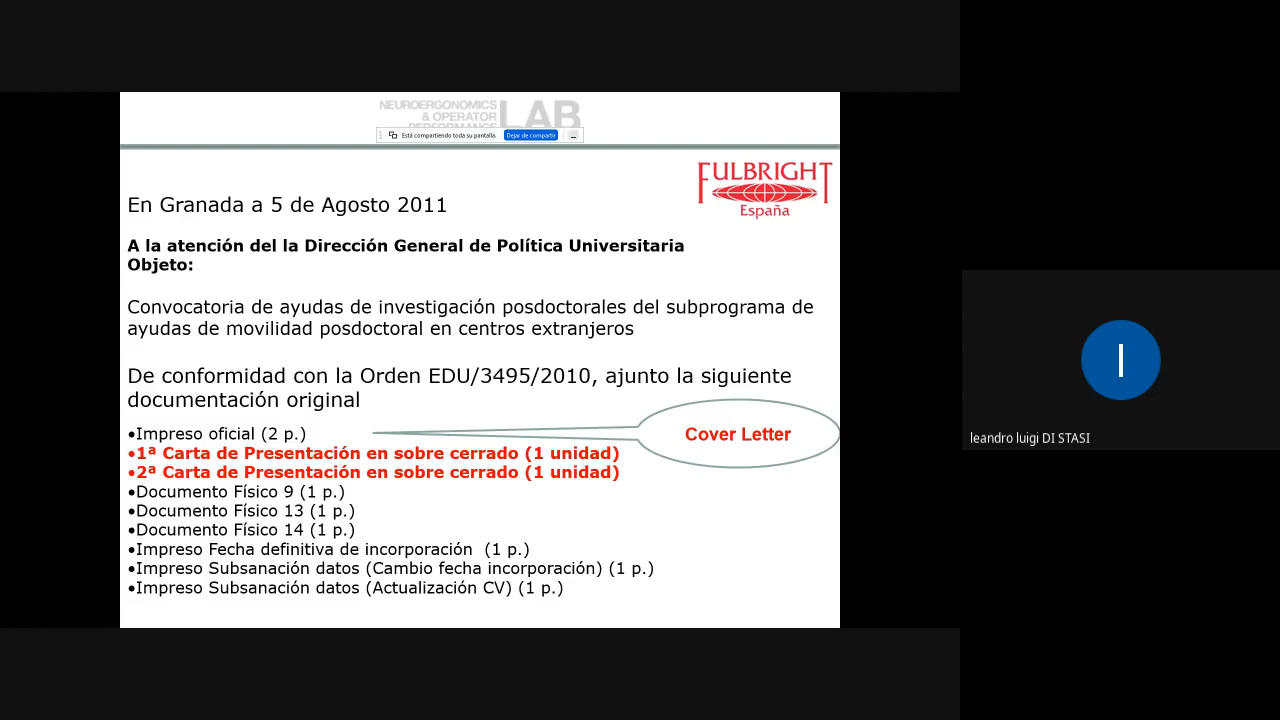 NEUROERGONOMICS
& OPERATOR
PERFORMANCE
LAB
Está compartiendo toda su pantalla.
Dejar de compartir
FULBRIGHT
España
En Granada a 5 de Agosto 2011
A la atención del la Dirección General de Política Universitaria
Objeto:
Convocatoria de ayudas de investigación posdoctorales del subprograma de
ayudas de movilidad posdoctoral en centros extranjeros
De conformidad con la Orden EDU/3495/2010, ajunto la siguiente
documentación original
•Impreso oficial (2 p.)
Cover Letter
•1ª Carta de Presentación en sobre cerrado (1 unidad)
•2ª Carta de Presentación en sobre cerrado (1 unidad)
•Documento Físico 9 (1 p.)
•Documento Físico 13 (1 p.)
•Documento Físico 14 (1 p.)
•Impreso Fecha definitiva de incorporación (1 p.)
•Impreso Subsanación datos (Cambio fecha incorporación) (1 p.)
•Impreso Subsanación datos (Actualización CV) (1 p.)
l
leandro luigi DI STASI